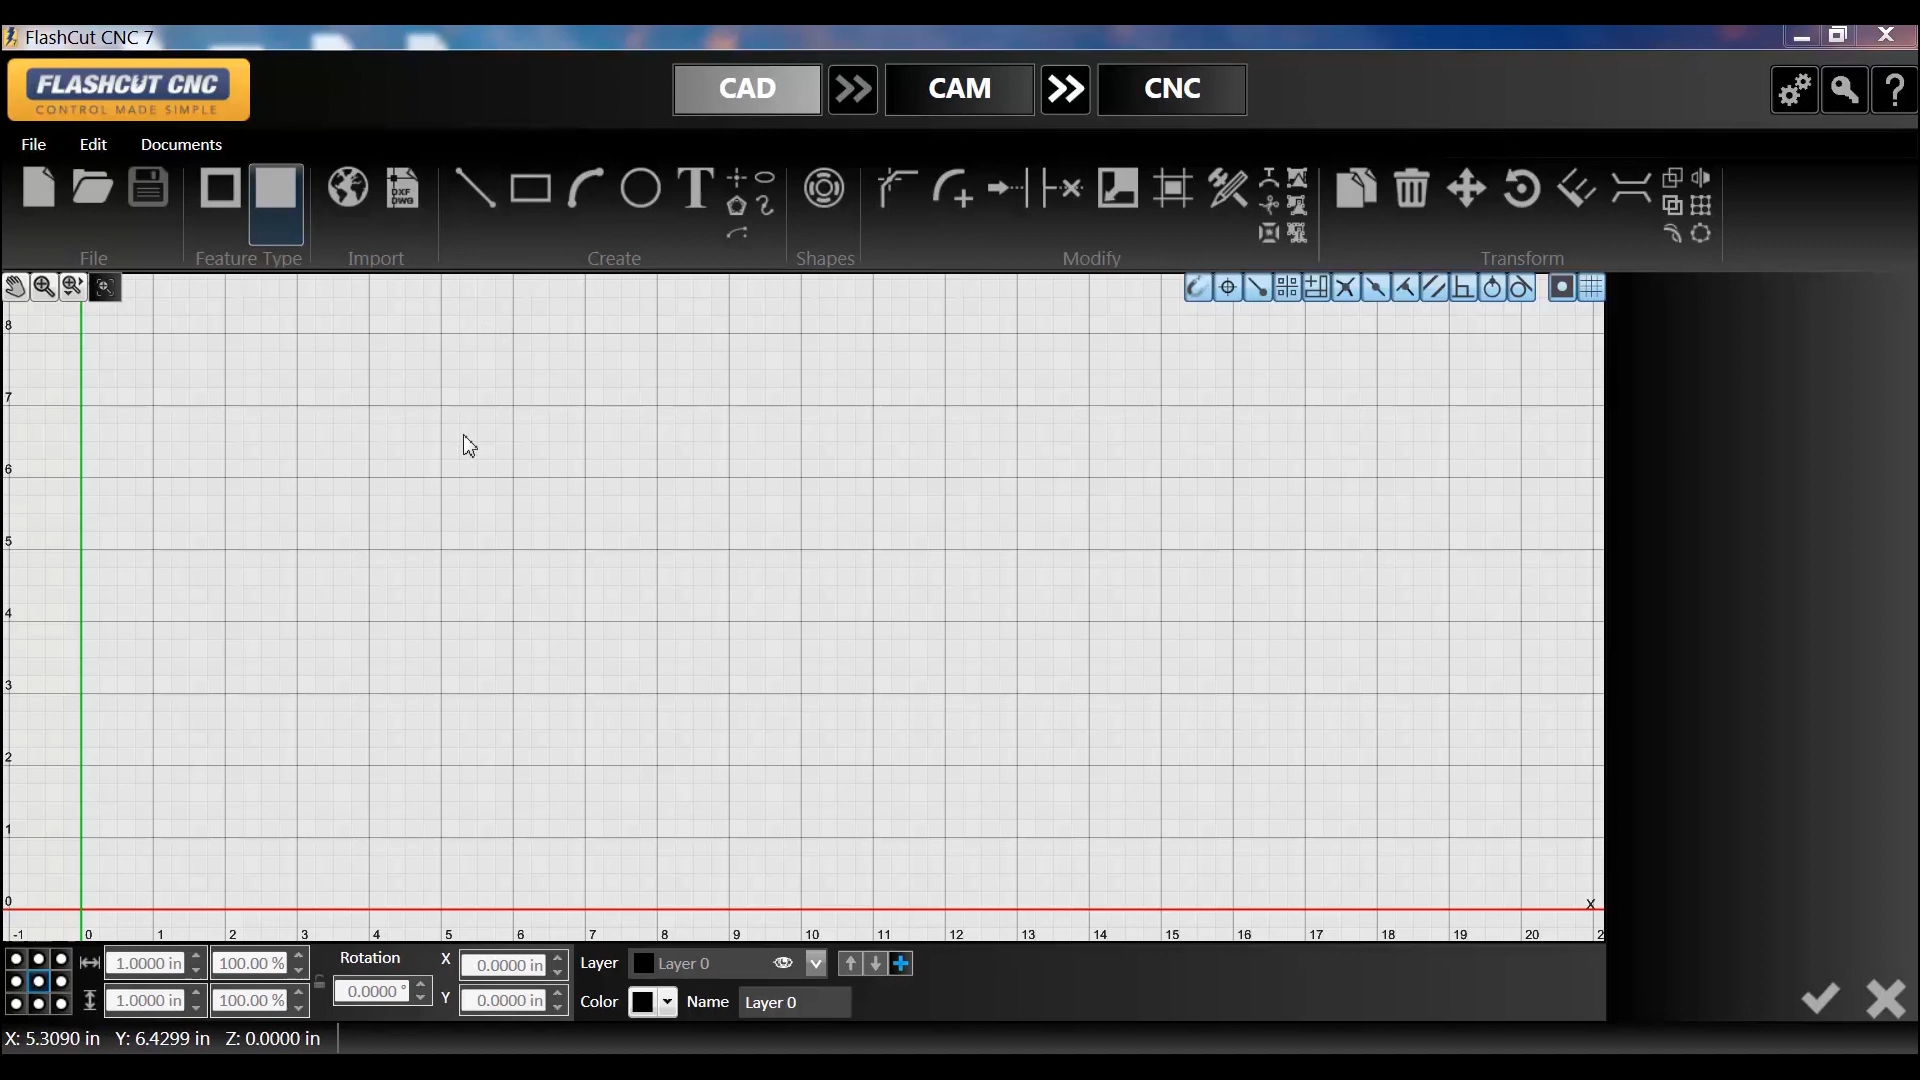 FlashCut CNC 7
FLASHCUT CNC
CONTROL MADE SIMPLE
CAD
CAM
CNC
?
File Edit Documents
DXF
DWG
T
File Feature Type Import Create Shapes Modify Transform
8
7
6
5
4
3
2
1
0
X
-1 0 1 2 3 4 5 6 7 8 9 10 11 12 13 14 15 16 17 18 19 20 2
1.0000 in 100.00 % Rotation X 0.0000 in Layer Layer 0
1.0000 in 100.00 % 0.0000 ° Y 0.0000 in Color Name Layer 0
X: 5.3090 in Y: 6.4299 in Z: 0.0000 in